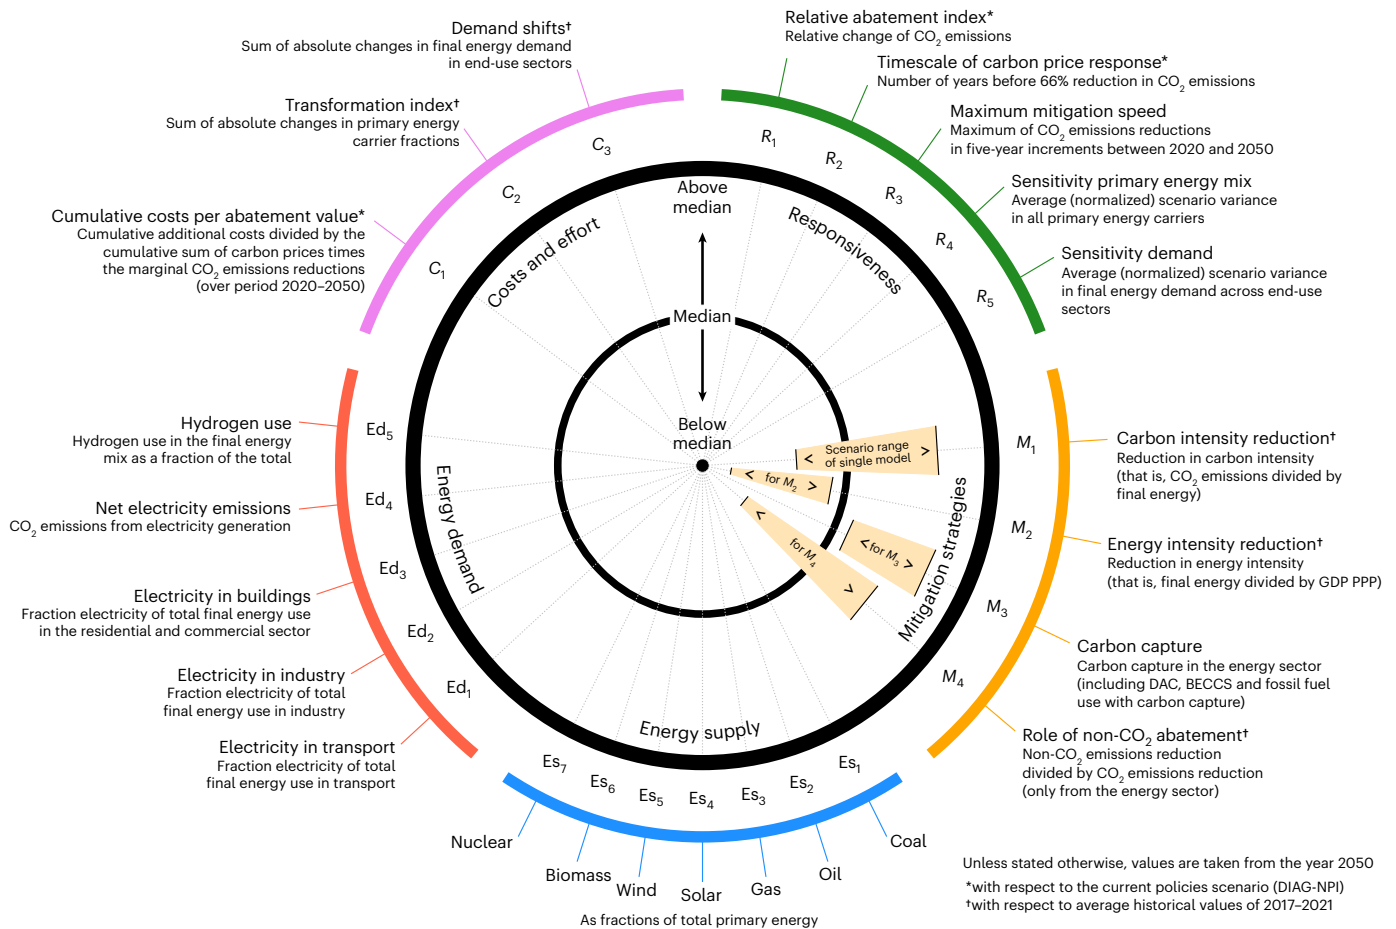 Demand shifts†
Sum of absolute changes in final energy demand
in end-use sectors
Transformation index†
Sum of absolute changes in primary energy
carrier fractions
Cumulative costs per abatement value*
Cumulative additional costs divided by the
cumulative sum of carbon prices times
the marginal CO2 emissions reductions
(over period 2020–2050)
Relative abatement index*
Relative change of CO2 emissions
Timescale of carbon price response*
Number of years before 66% reduction in CO2 emissions
Maximum mitigation speed
Maximum of CO2 emissions reductions
in five-year increments between 2020 and 2050
Sensitivity primary energy mix
Average (normalized) scenario variance
in all primary energy carriers
Sensitivity demand
Average (normalized) scenario variance
in final energy demand across end-use
sectors
C3
C2
C1
R1
R2
R3
R4
R5
Costs and effort
Above
median
Responsiveness
Median
Below
median
Scenario range
of single model
for M2
for M3
for M4
Energy demand
Mitigation strategies
Energy supply
Hydrogen use
Hydrogen use in the final energy
mix as a fraction of the total
Net electricity emissions
CO2 emissions from electricity generation
Electricity in buildings
Fraction electricity of total final energy use
in the residential and commercial sector
Electricity in industry
Fraction electricity of total
final energy use in industry
Electricity in transport
Fraction electricity of total
final energy use in transport
Ed5
Ed4
Ed3
Ed2
Ed1
M1
M2
M3
M4
Carbon intensity reduction†
Reduction in carbon intensity
(that is, CO2 emissions divided by
final energy)
Energy intensity reduction†
Reduction in energy intensity
(that is, final energy divided by GDP PPP)
Carbon capture
Carbon capture in the energy sector
(including DAC, BECCS and fossil fuel
use with carbon capture)
Role of non-CO2 abatement†
Non-CO2 emissions reduction
divided by CO2 emissions reduction
(only from the energy sector)
Es7
Es6
Es5
Es4
Es3
Es2
Es1
Nuclear
Biomass
Wind
Solar
Gas
Oil
Coal
As fractions of total primary energy
Unless stated otherwise, values are taken from the year 2050
*with respect to the current policies scenario (DIAG-NPI)
†with respect to average historical values of 2017–2021